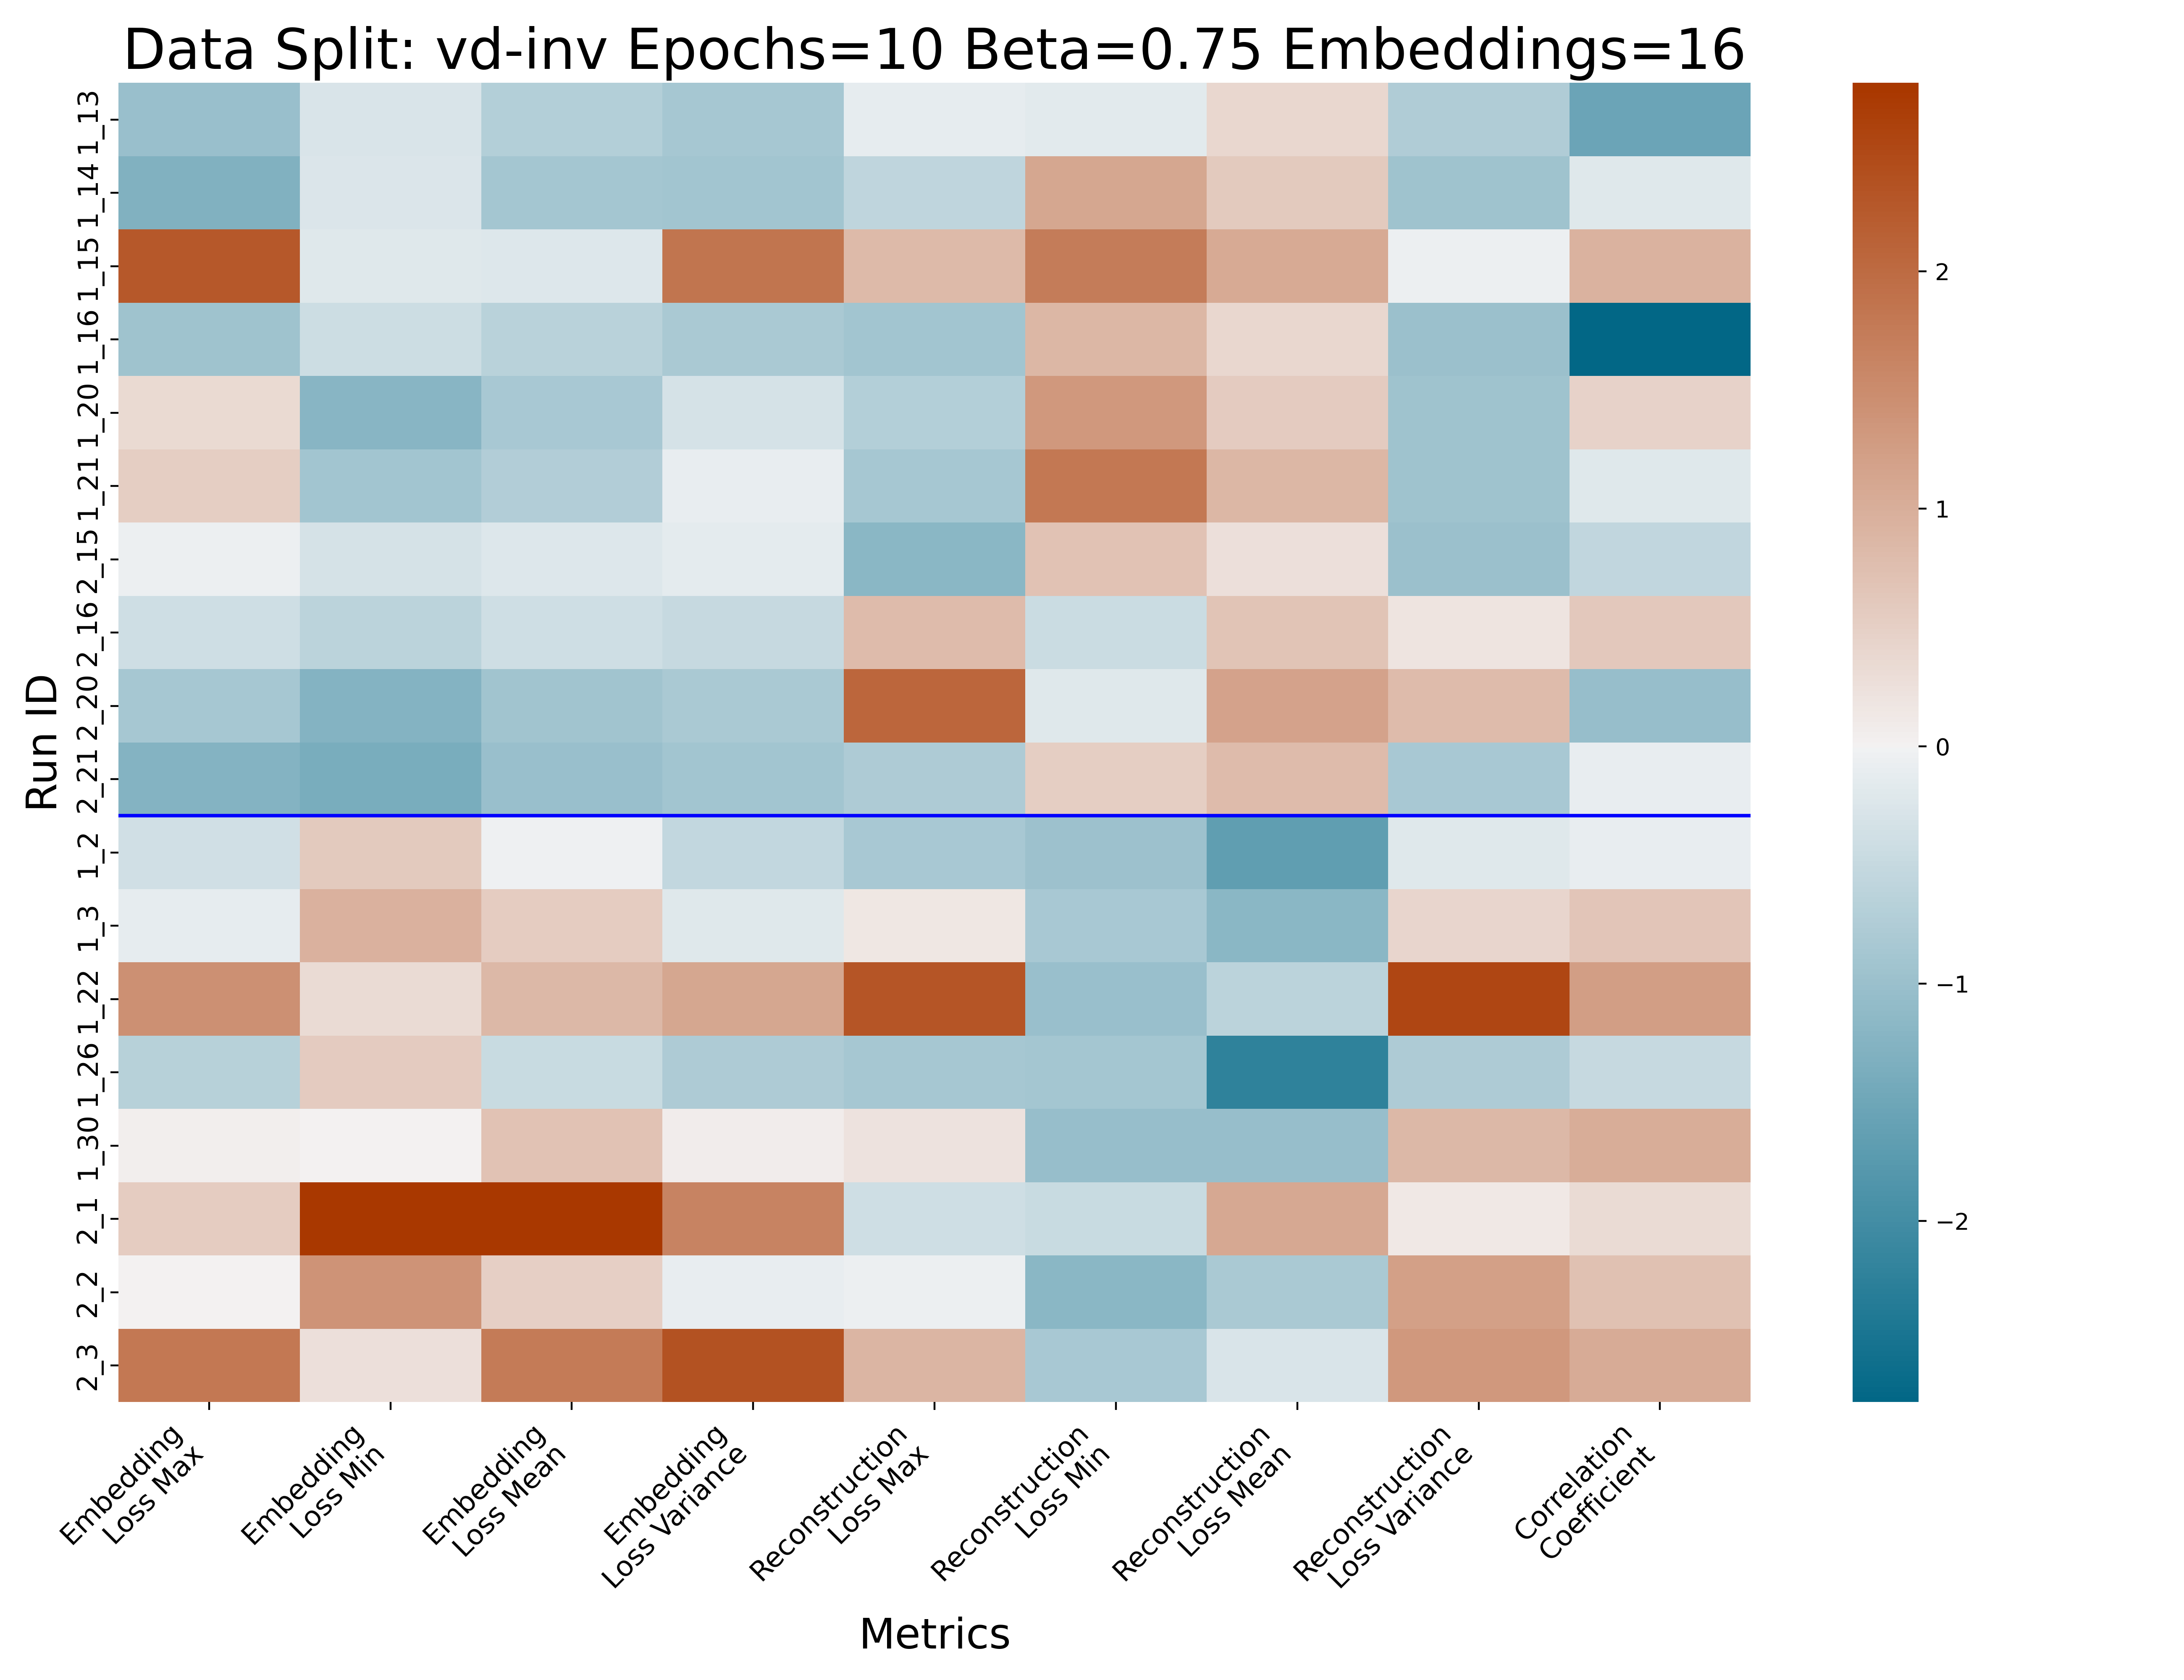 Data Split: vd-inv Epochs=10 Beta=0.75 Embeddings=16
Run ID
1_13
1_14
1_15
1_16
1_20
1_21
2_15
2_16
2_20
2_21
1_2
1_3
1_22
1_26
1_30
2_1
2_2
2_3
Embedding
Loss Max
Embedding
Loss Min
Embedding
Loss Mean
Embedding
Loss Variance
Reconstruction
Loss Max
Reconstruction
Loss Min
Reconstruction
Loss Mean
Reconstruction
Loss Variance
Correlation
Coefficient
Metrics
2
1
0
−1
−2